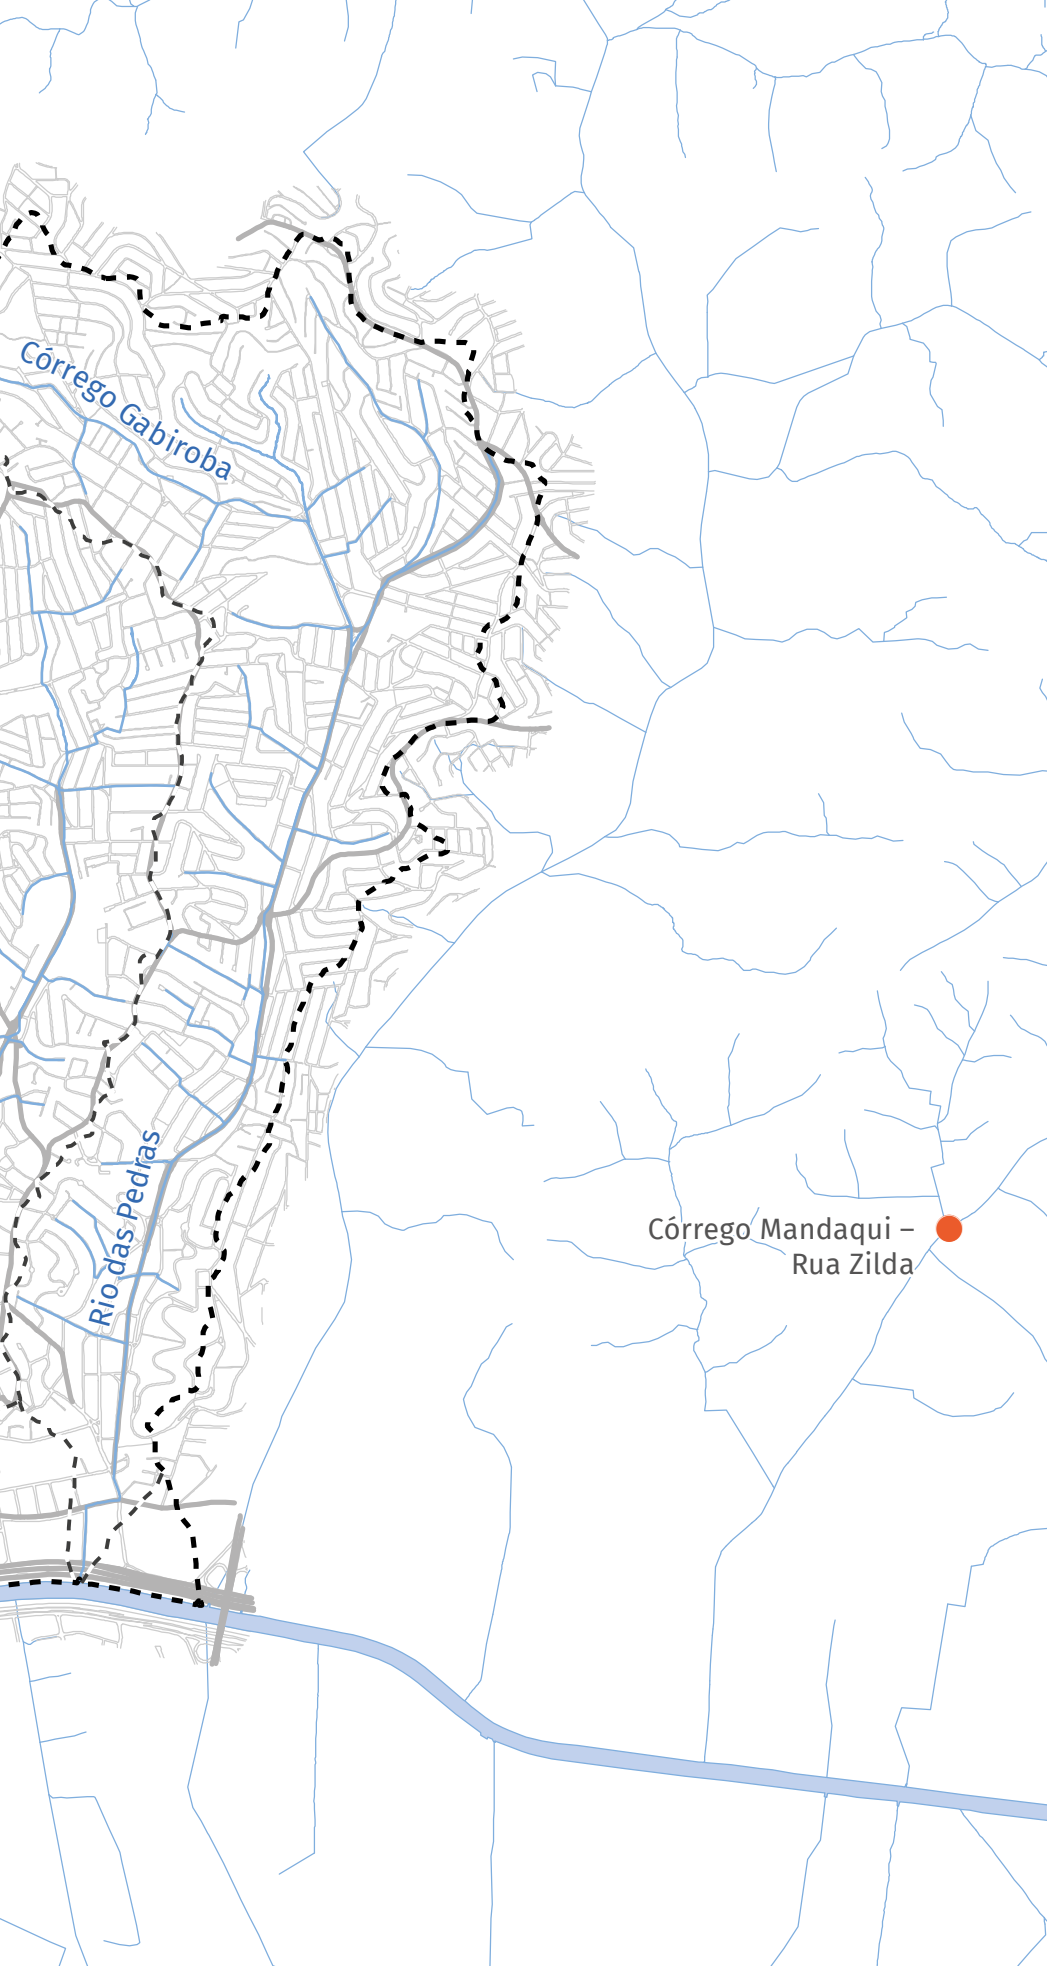 Córrego Gabiroba
Rio das Pedras
Córrego Mandaqui –
Rua Zilda